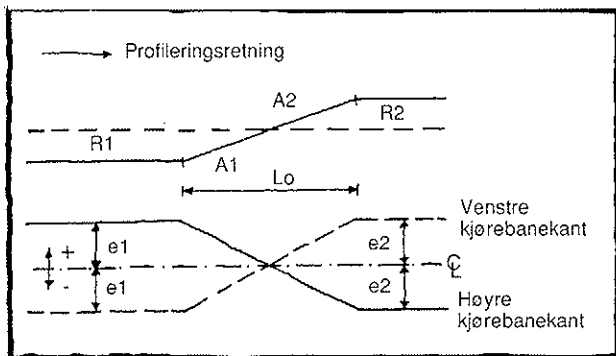 Profileringsretning
A2
R1
R2
A1
Lo
Venstre
kjørebanekant
+
e1
e2
℄
-
e1
e2
Høyre
kjørebanekant